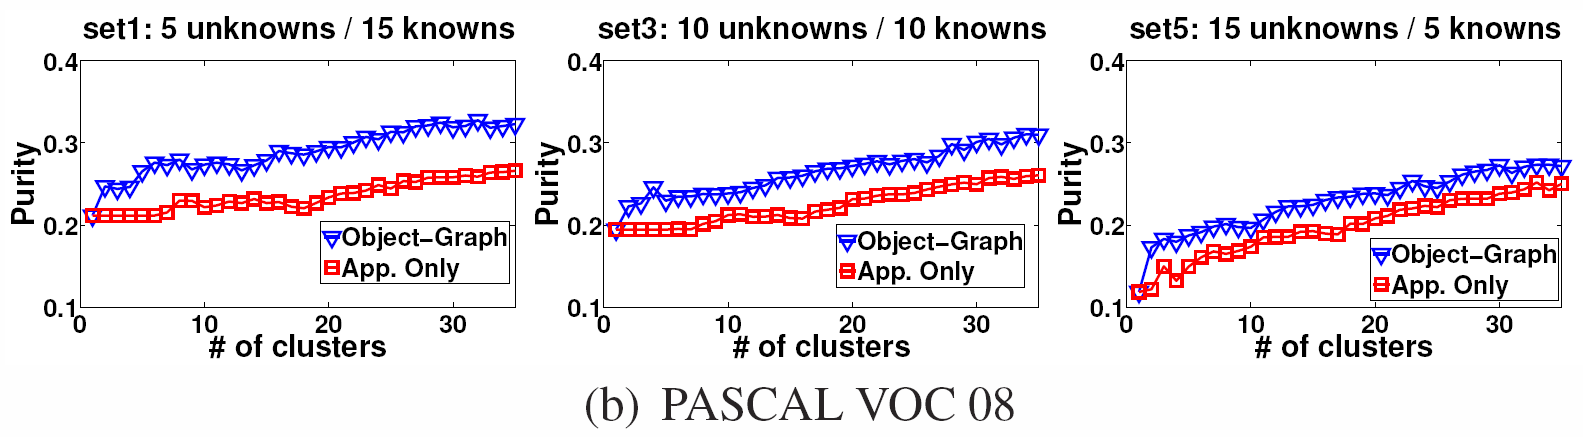 set1: 5 unknowns / 15 knowns
0.4
0.3
0.2
0.1
Purity
Object-Graph
App. Only
0 10 20 30
# of clusters
set3: 10 unknowns / 10 knowns
0.4
0.3
0.2
0.1
Purity
Object-Graph
App. Only
0 10 20 30
# of clusters
set5: 15 unknowns / 5 knowns
0.4
0.3
0.2
0.1
Purity
Object-Graph
App. Only
0 10 20 30
# of clusters
(b) PASCAL VOC 08